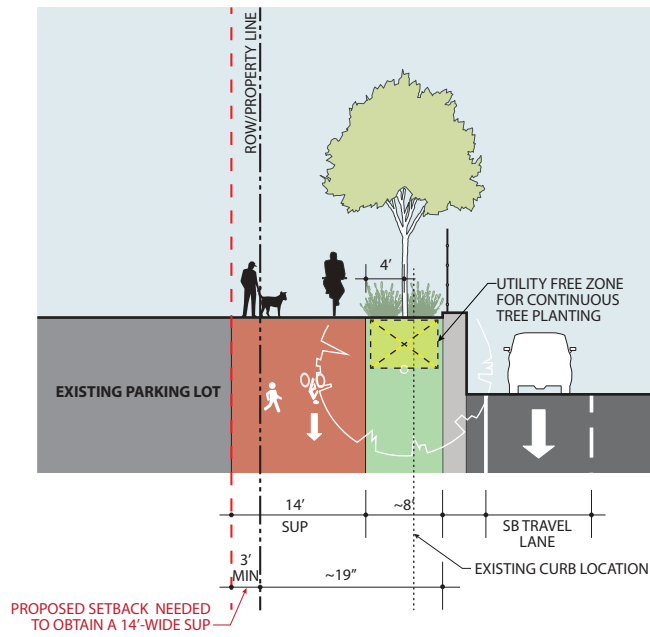 ROW/PROPERTY LINE
4'
UTILITY FREE ZONE
FOR CONTINUOUS
TREE PLANTING
EXISTING PARKING LOT
14'
SUP
~8'
SB TRAVEL
LANE
3'
MIN
~19"
EXISTING CURB LOCATION
PROPOSED SETBACK NEEDED
TO OBTAIN A 14'-WIDE SUP